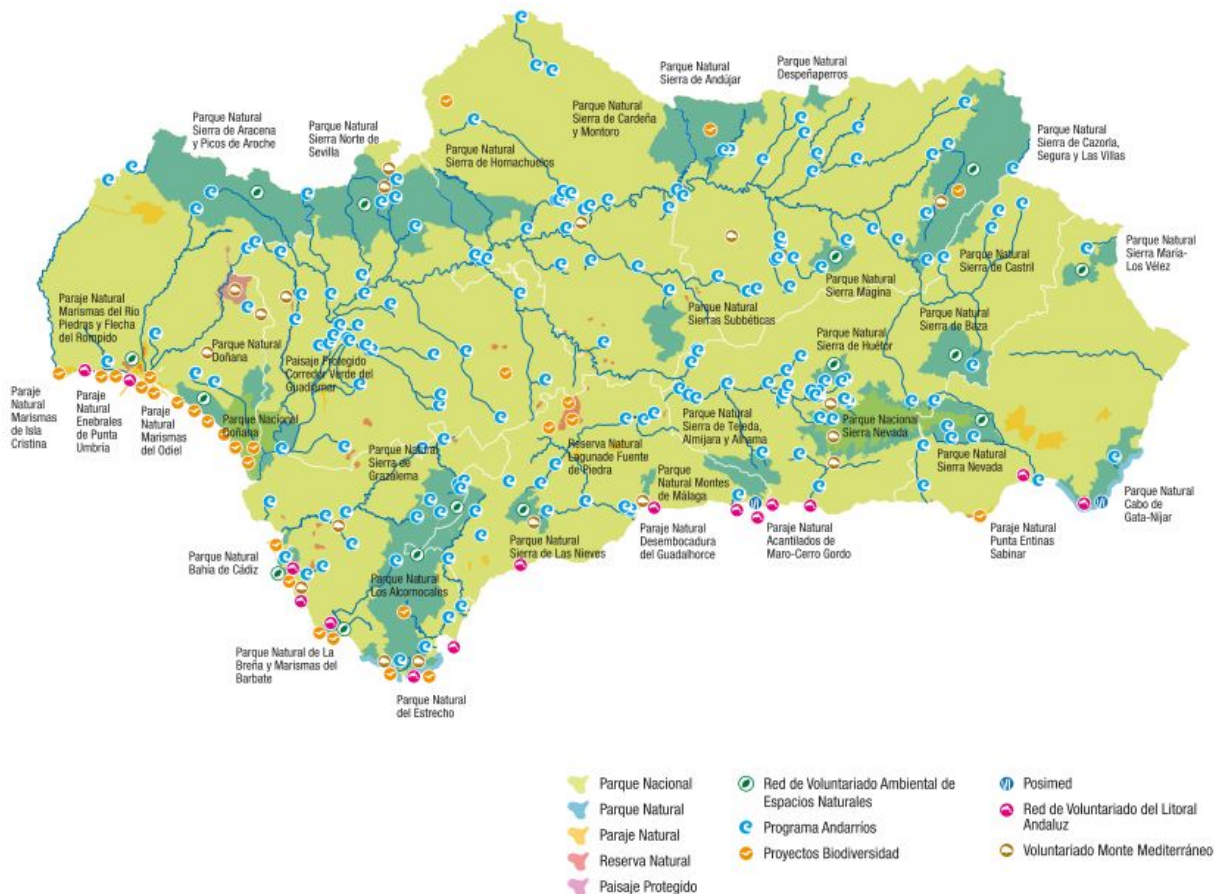 Parque Natural
Sierra de Andújar
Parque Natural
Despeñaperros
Parque Natural
Sierra de Aracena
y Picos de Aroche
Parque Natural
Sierra Norte de
Sevilla
Parque Natural
Sierra de Cardeña
y Montoro
Parque Natural
Sierra de Hornachuelos
Parque Natural
Sierra de Cazorla,
Segura y Las Villas
Parque Natural
Sierra María-
Los Vélez
Parque Natural
Sierra de Castril
Parque Natural
Sierra Mágina
Paraje Natural
Marismas del Río
Piedras y Flecha
del Rompido
Parque Natural
Doñana
Paisaje Protegido
Corredor Verde del
Guadiamar
Parque Natural
Sierras Subbéticas
Parque Natural
Sierra de Huétor
Parque Natural
Sierra de Baza
Paraje
Natural
Marismas
de Isla
Cristina
Paraje
Natural
Enebrales
de Punta
Umbría
Paraje
Natural
Marismas
del Odiel
Parque Nacional
Doñana
Parque Natural
Sierra de
Grazalema
Reserva Natural
Lagunade Fuente
de Piedra
Parque Natural
Sierra de Tejeda,
Almijara y Alhama
Parque Nacional
Sierra Nevada
Parque Natural
Sierra Nevada
Parque
Natural Montes
de Málaga
Parque Natural
Bahía de Cádiz
Parque Natural
Los Alcornocales
Parque Natural
Sierra de Las Nieves
Paraje Natural
Desembocadura
del Guadalhorce
Paraje Natural
Acantilados de
Maro-Cerro Gordo
Paraje Natural
Punta Entinas
Sabinar
Parque Natural
Cabo de
Gata-Níjar
Parque Natural de La
Breña y Marismas del
Barbate
Parque Natural
del Estrecho
Parque Nacional
Parque Natural
Paraje Natural
Reserva Natural
Paisaje Protegido
Red de Voluntariado Ambiental de
Espacios Naturales
Programa Andarríos
Proyectos Biodiversidad
Posimed
Red de Voluntariado del Litoral
Andaluz
Voluntariado Monte Mediterráneo